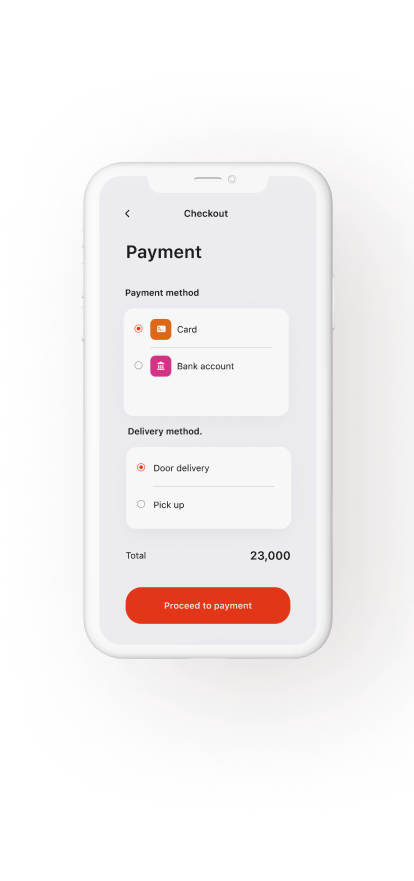 Checkout
Payment
Payment method
Card
Bank account
Delivery method.
Door delivery
Pick up
Total 23,000
Proceed to payment